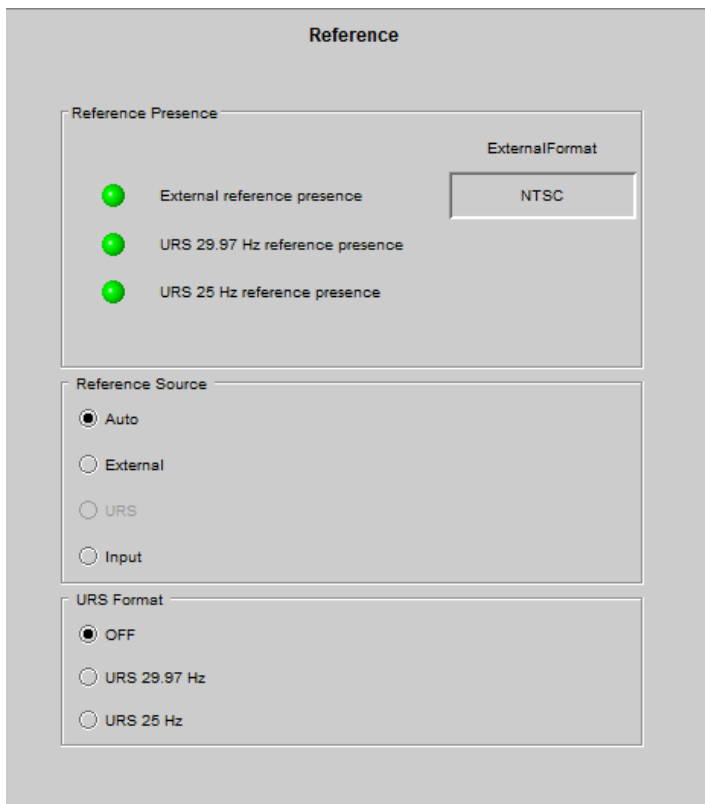 Reference
Reference Presence
ExternalFormat
External reference presence
NTSC
URS 29.97 Hz reference presence
URS 25 Hz reference presence
Reference Source
Auto
External
URS
Input
URS Format
OFF
URS 29.97 Hz
URS 25 Hz